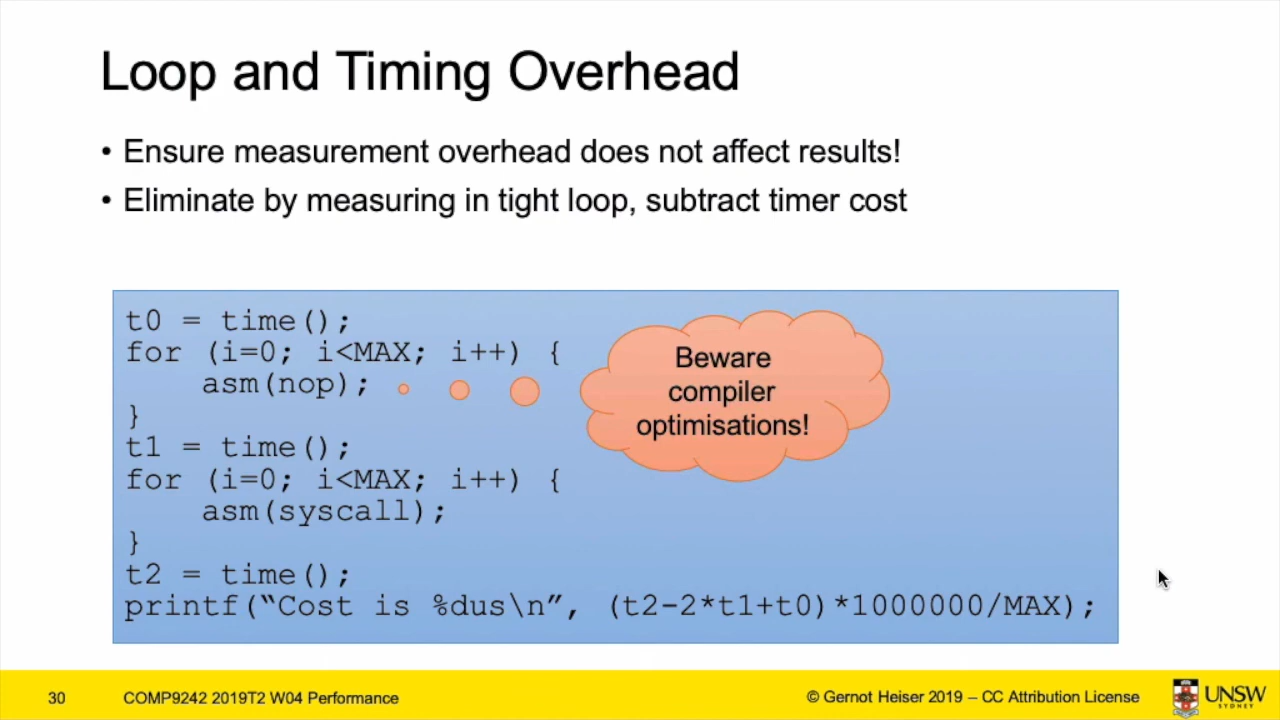 Loop and Timing Overhead
• Ensure measurement overhead does not affect results!
• Eliminate by measuring in tight loop, subtract timer cost
t0 = time();
for (i=0; i<MAX; i++) {
asm(nop);
}
t1 = time();
for (i=0; i<MAX; i++) {
asm(syscall);
}
t2 = time();
printf(“Cost is %dus\n”, (t2-2*t1+t0)*1000000/MAX);
Beware
compiler
optimisations!
30
COMP9242 2019T2 W04 Performance
© Gernot Heiser 2019 – CC Attribution License
UNSW
SYDNEY